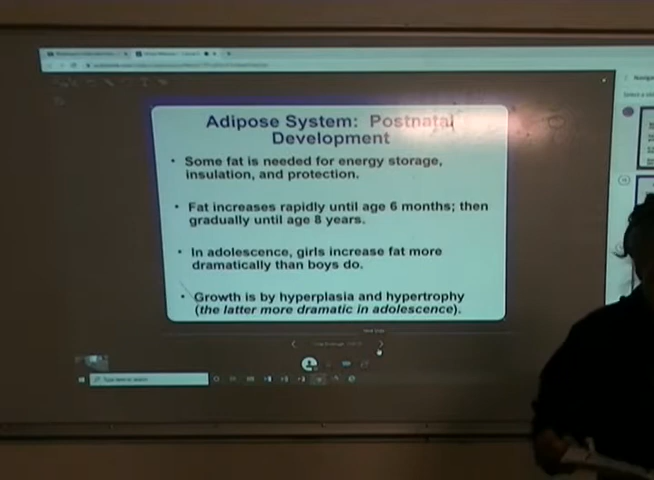 Adipose System: Postnatal
Development
• Some fat is needed for energy storage,
insulation, and protection.
• Fat increases rapidly until age 6 months; then
gradually until age 8 years.
• In adolescence, girls increase fat more
dramatically than boys do.
• Growth is by hyperplasia and hypertrophy
(the latter more dramatic in adolescence).